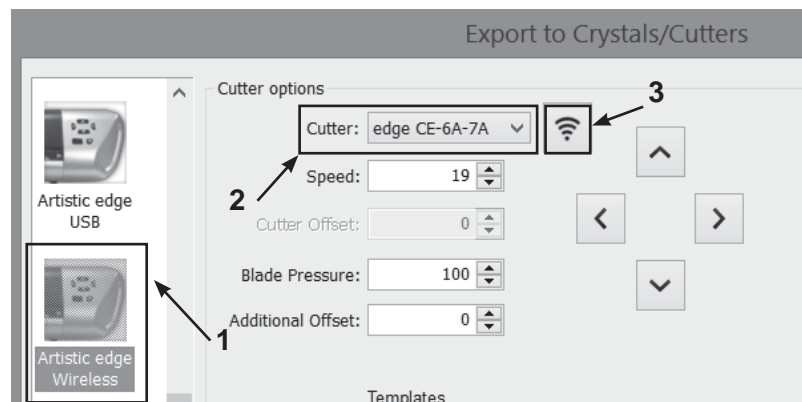 Export to Crystals/Cutters
Cutter options
3
Cutter: edge CE-6A-7A
2
Speed: 19
Artistic edge
USB
Cutter Offset: 0
Blade Pressure: 100
1
Additional Offset: 0
Artistic edge
Wireless
Templates